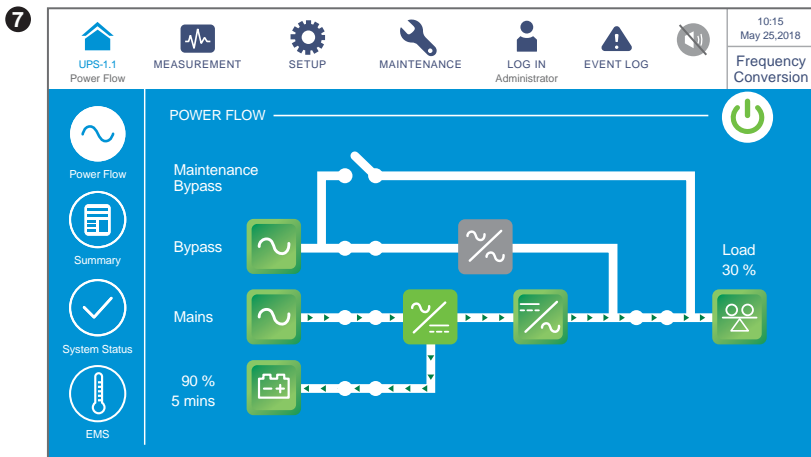 7
UPS-1.1
Power Flow
MEASUREMENT
SETUP
MAINTENANCE
LOG IN
Administrator
EVENT LOG
10:15
May 25,2018
Frequency
Conversion
Power Flow
Summary
System Status
EMS
POWER FLOW
Maintenance
Bypass
Bypass
Mains
90 %
5 mins
Load
30 %